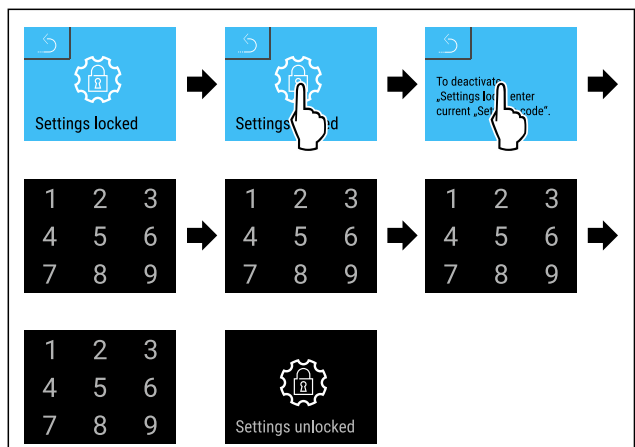 Settings locked
Settings
To deactivate
„Settings lock enter
current code”.
1 2 3
4 5 6
7 8 9
1 2 3
4 5 6
7 8 9
1 2 3
4 5 6
7 8 9
1 2 3
4 5 6
7 8 9
Settings unlocked